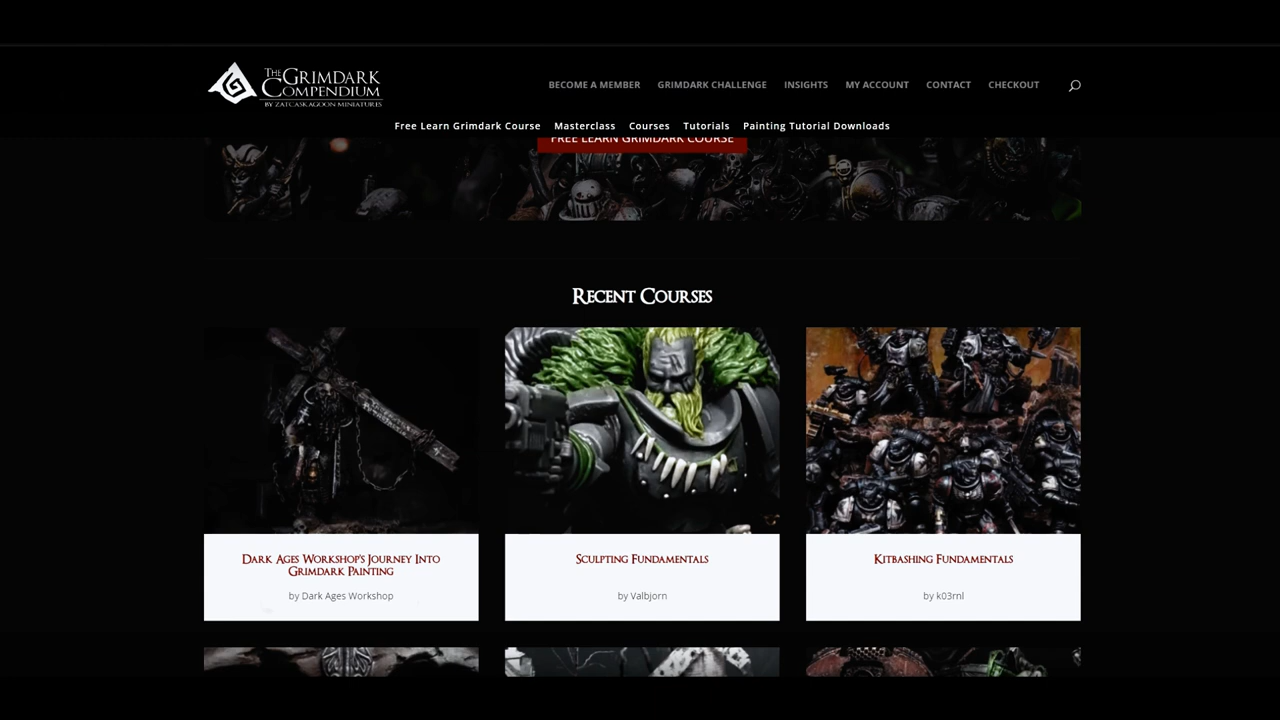 The Grimdark
Compendium
by Zatcaskagoon Miniatures
BECOME A MEMBER GRIMDARK CHALLENGE INSIGHTS MY ACCOUNT CONTACT CHECKOUT
Free Learn Grimdark Course Masterclass Courses Tutorials Painting Tutorial Downloads
FREE LEARN GRIMDARK COURSE
Recent Courses
Dark Ages Workshop's Journey Into
Grimdark Painting
by Dark Ages Workshop
Sculpting Fundamentals
by Valbjorn
Kitbashing Fundamentals
by k03rnl